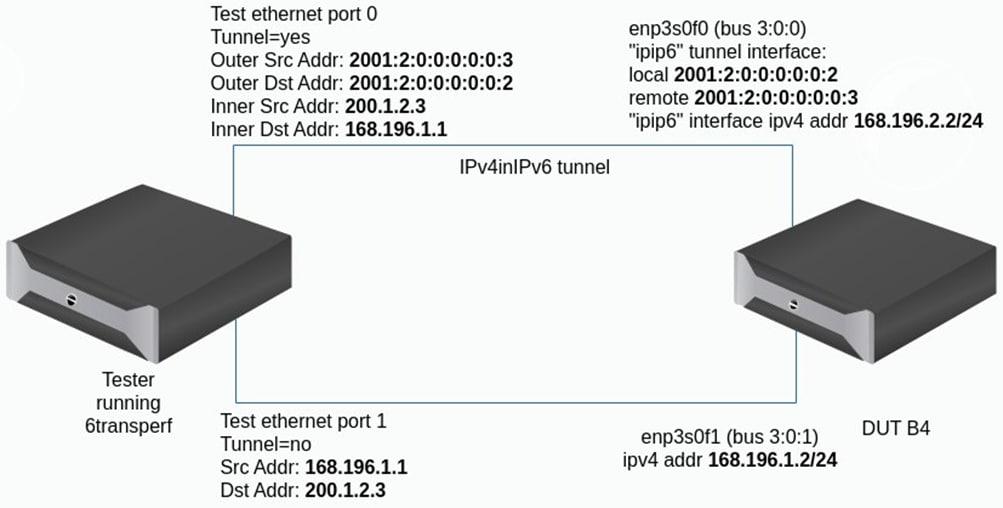 Test ethernet port 0
Tunnel=yes
Outer Src Addr: 2001:2:0:0:0:0:0:3
Outer Dst Addr: 2001:2:0:0:0:0:0:2
Inner Src Addr: 200.1.2.3
Inner Dst Addr: 168.196.1.1
enp3s0f0 (bus 3:0:0)
"ipip6" tunnel interface:
local 2001:2:0:0:0:0:0:2
remote 2001:2:0:0:0:0:0:3
"ipip6" interface ipv4 addr 168.196.2.2/24
IPv4inIPv6 tunnel
Tester
running
6transperf
Test ethernet port 1
Tunnel=no
Src Addr: 168.196.1.1
Dst Addr: 200.1.2.3
enp3s0f1 (bus 3:0:1)
ipv4 addr 168.196.1.2/24
DUT B4